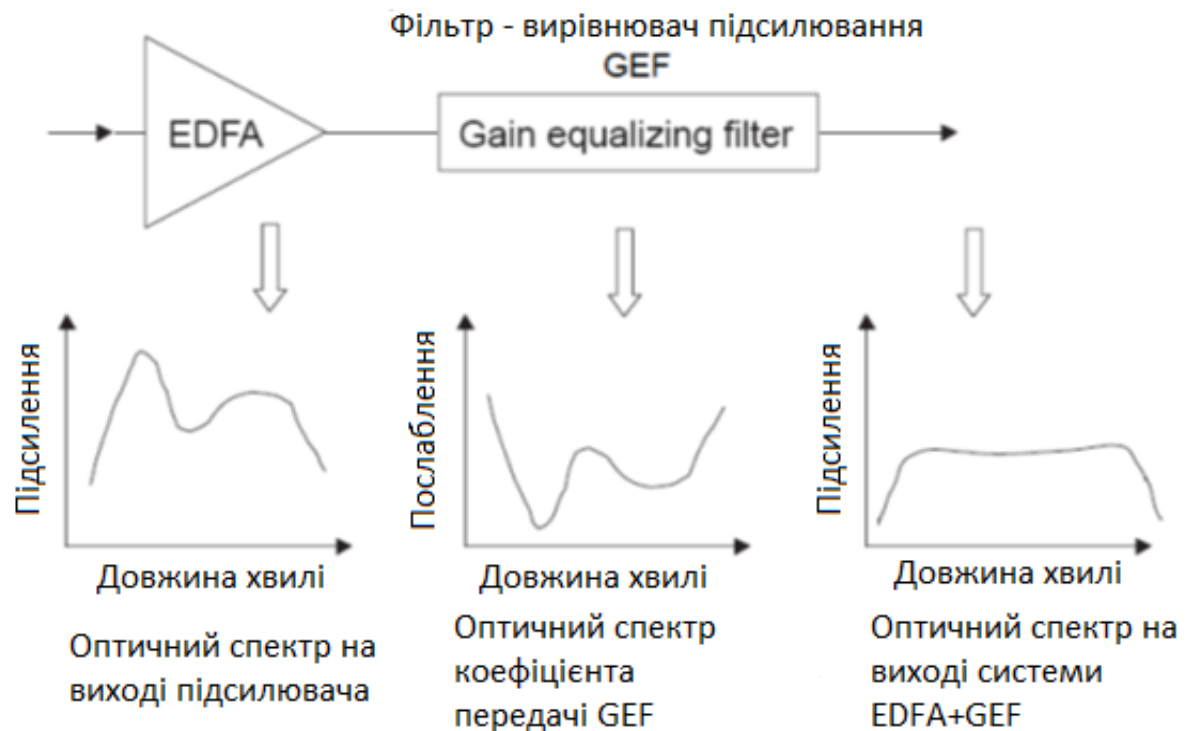 Фільтр - вирівнювач підсилювання
GEF
EDFA
Gain equalizing filter
Підсилення
Довжина хвилі
Оптичний спектр на
виході підсилювача
Послаблення
Довжина хвилі
Оптичний спектр
коефіцієнта
передачі GEF
Підсилення
Довжина хвилі
Оптичний спектр на
виході системи
EDFA+GEF